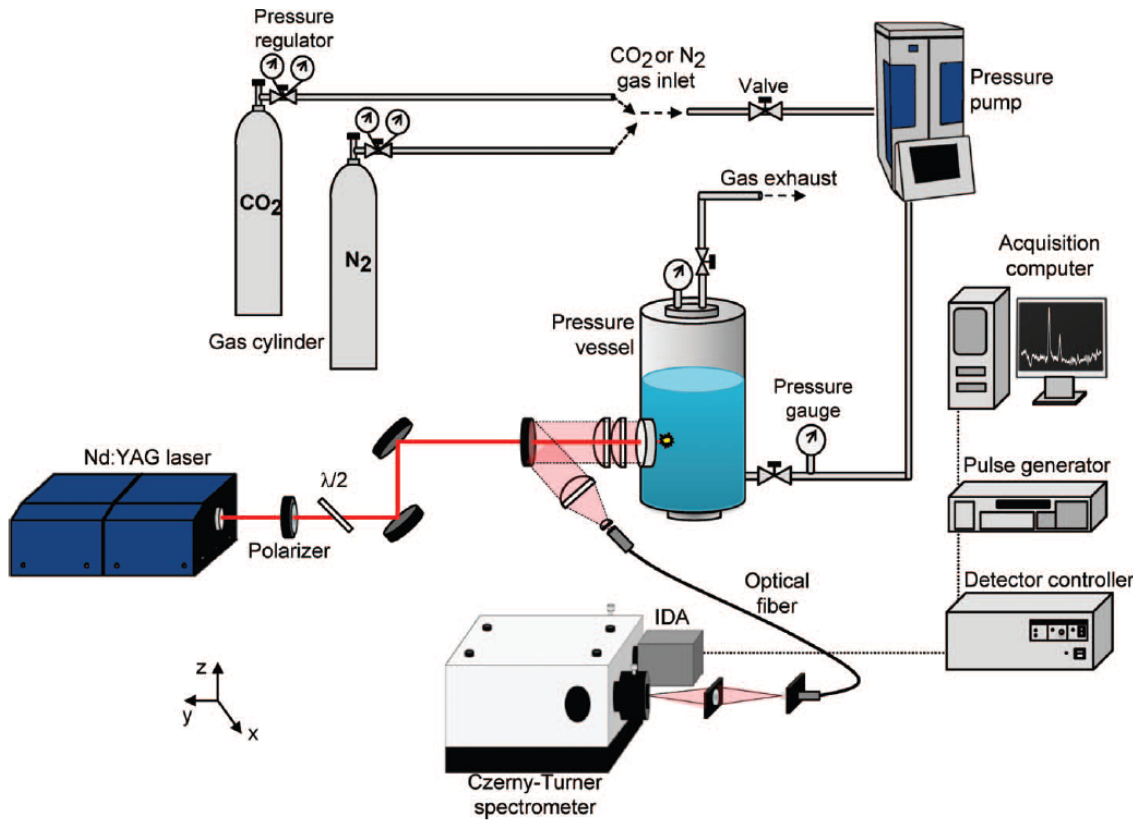 Pressure
regulator
CO2 or N2
gas inlet
Valve
Pressure
pump
CO2
N2
Gas exhaust
Acquisition
computer
Gas cylinder
Pressure
vessel
Pressure
gauge
Nd:YAG laser
λ/2
Polarizer
Pulse generator
Optical
fiber
Detector controller
IDA
z
y
x
Czerny-Turner
spectrometer